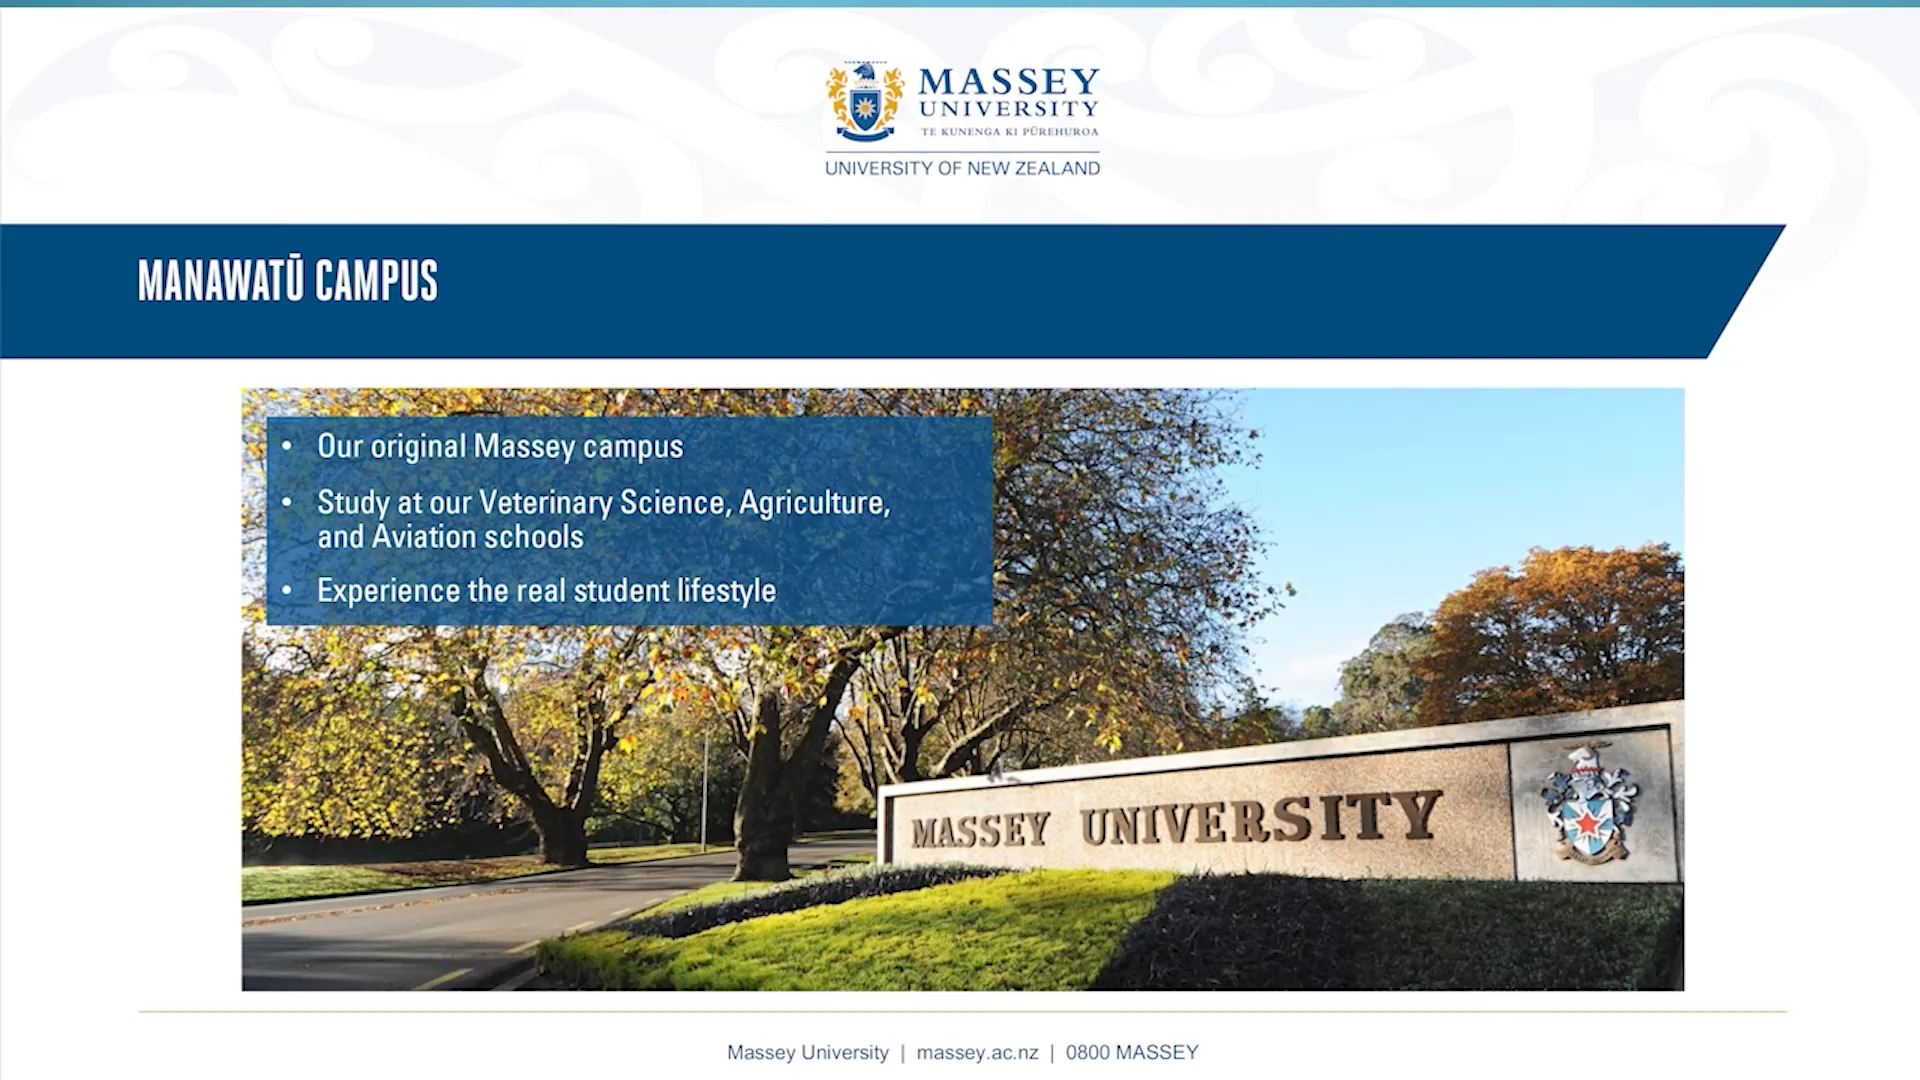 MASSEY
UNIVERSITY
TE KUNENGA KI PŪREHUROA
UNIVERSITY OF NEW ZEALAND
MANAWATŪ CAMPUS
• Our original Massey campus
• Study at our Veterinary Science, Agriculture,
and Aviation schools
• Experience the real student lifestyle
MASSEY UNIVERSITY
Massey University | massey.ac.nz | 0800 MASSEY